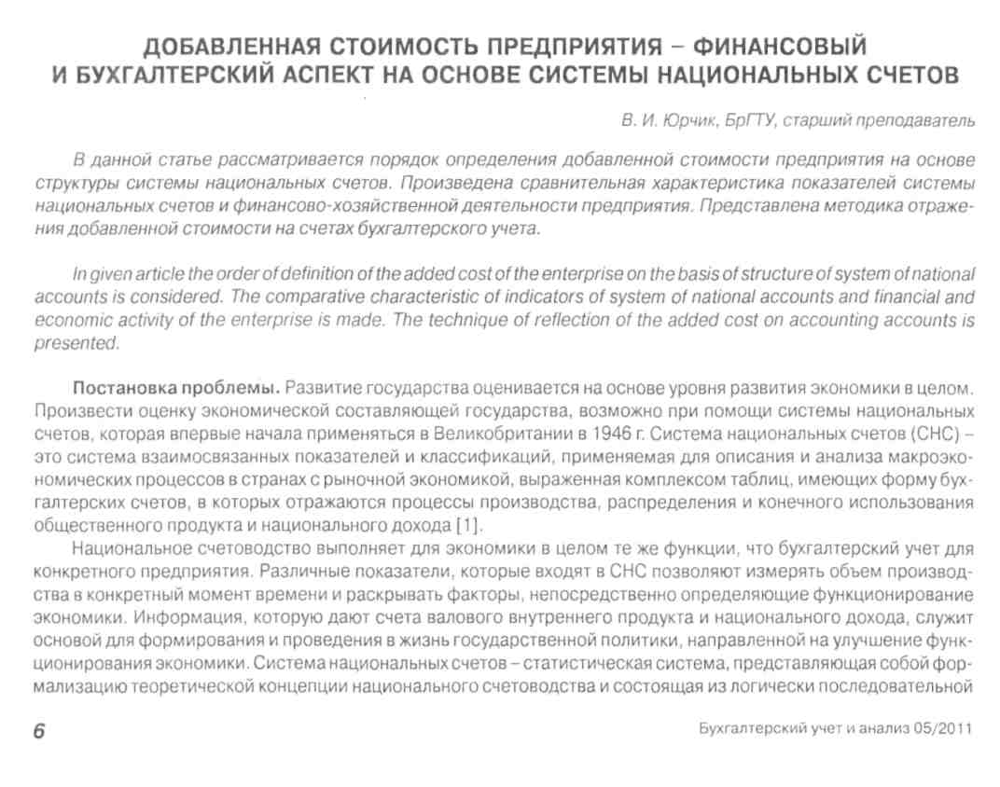 ДОБАВЛЕННАЯ СТОИМОСТЬ ПРЕДПРИЯТИЯ – ФИНАНСОВЫЙ
И БУХГАЛТЕРСКИЙ АСПЕКТ НА ОСНОВЕ СИСТЕМЫ НАЦИОНАЛЬНЫХ СЧЕТОВ
В. И. Юрчик, БрГТУ, старший преподаватель
В данной статье рассматривается порядок определения добавленной стоимости предприятия на основе
структуры системы национальных счетов. Произведена сравнительная характеристика показателей системы
национальных счетов и финансово-хозяйственной деятельности предприятия. Представлена методика отраже-
ния добавленной стоимости на счетах бухгалтерского учета.
In given article the order of definition of the added cost of the enterprise on the basis of structure of system of national
accounts is considered. The comparative characteristic of indicators of system of national accounts and financial and
economic activity of the enterprise is made. The technique of reflection of the added cost on accounting accounts is
presented.
Постановка проблемы. Развитие государства оценивается на основе уровня развития экономики в целом.
Произвести оценку экономической составляющей государства, возможно при помощи системы национальных
счетов, которая впервые начала применяться в Великобритании в 1946 г. Система национальных счетов (СНС) –
это система взаимосвязанных показателей и классификаций, применяемая для описания и анализа макроэко-
номических процессов в странах с рыночной экономикой, выраженная комплексом таблиц, имеющих форму бух-
галтерских счетов, в которых отражаются процессы производства, распределения и конечного использования
общественного продукта и национального дохода [1].
Национальное счетоводство выполняет для экономики в целом те же функции, что бухгалтерский учет для
конкретного предприятия. Различные показатели, которые входят в СНС позволяют измерять объем производ-
ства в конкретный момент времени и раскрывать факторы, непосредственно определяющие функционирование
экономики. Информация, которую дают счета валового внутреннего продукта и национального дохода, служит
основой для формирования и проведения в жизнь государственной политики, направленной на улучшение функ-
ционирования экономики. Система национальных счетов – статистическая система, представляющая собой фор-
мализацию теоретической концепции национального счетоводства и состоящая из логически последовательной
6
Бухгалтерский учет и анализ 05/2011